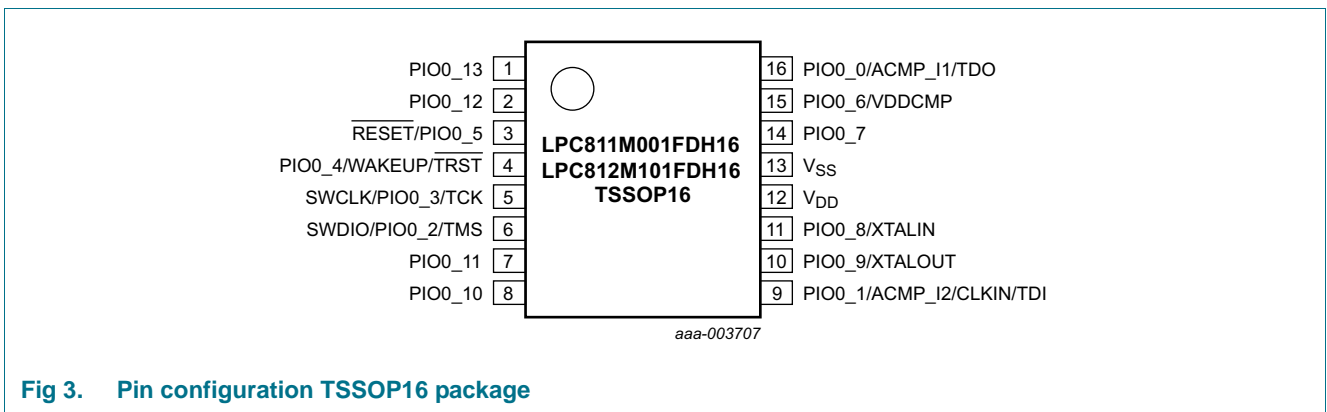 PIO0_13 1
PIO0_12 2
RESET/PIO0_5 3
PIO0_4/WAKEUP/TRST 4
SWCLK/PIO0_3/TCK 5
SWDIO/PIO0_2/TMS 6
PIO0_11 7
PIO0_10 8
LPC811M001FDH16
LPC812M101FDH16
TSSOP16
16 PIO0_0/ACMP_I1/TDO
15 PIO0_6/VDDCMP
14 PIO0_7
13 VSS
12 VDD
11 PIO0_8/XTALIN
10 PIO0_9/XTALOUT
9 PIO0_1/ACMP_I2/CLKIN/TDI
aaa-003707
Fig 3. Pin configuration TSSOP16 package